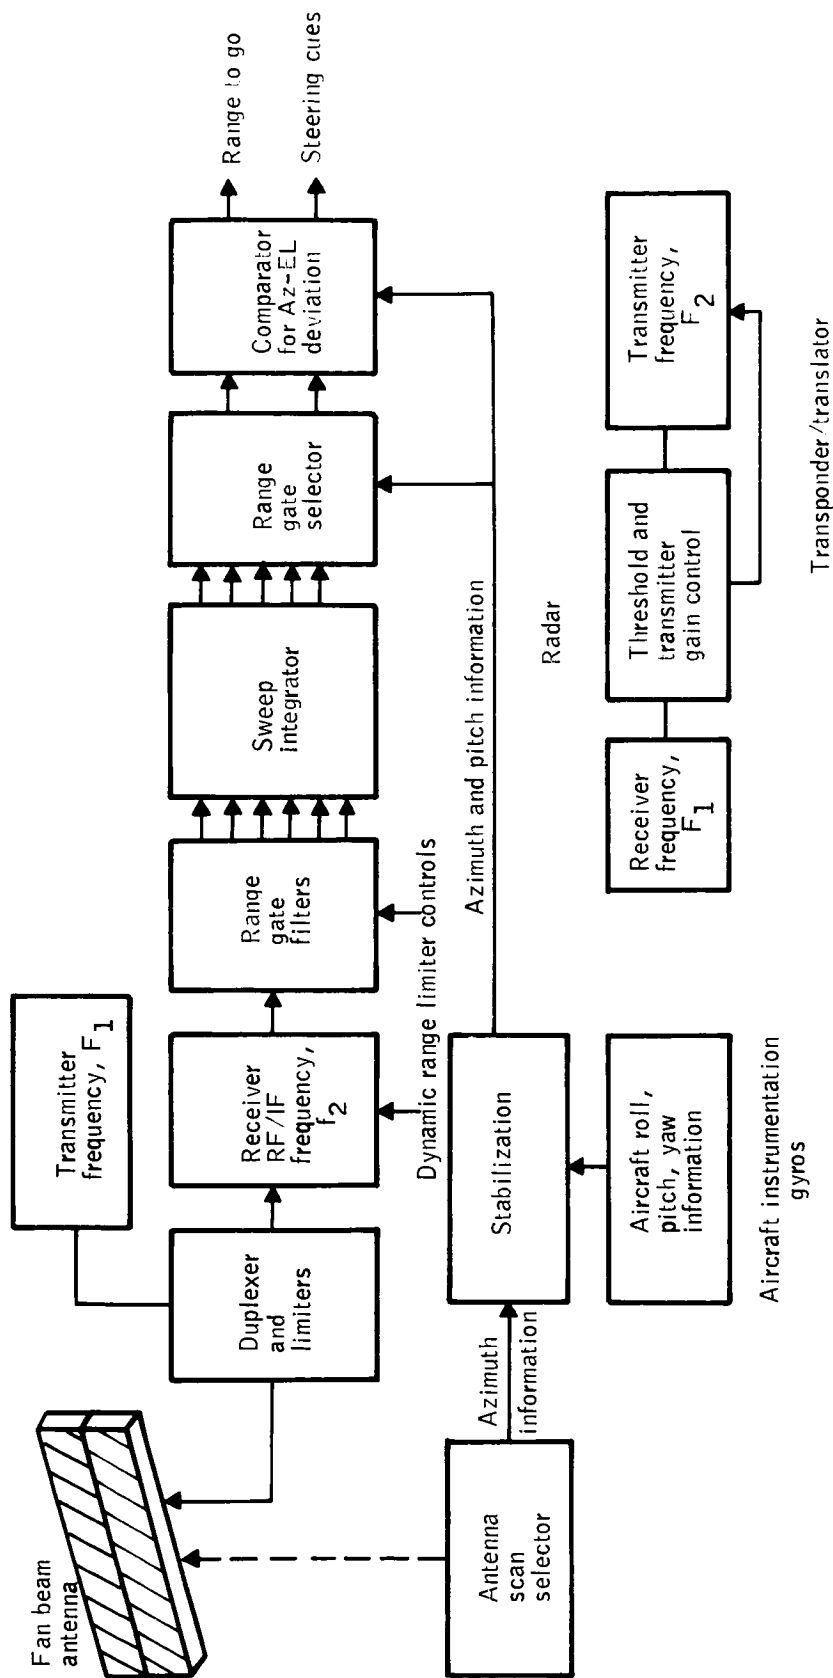 Fan beam
antenna
Transmitter
frequency, F1
Duplexer
and
limiters
Receiver
RF/IF
frequency,
f2
Range
gate
filters
Sweep
integrator
Range
gate
selector
Comparator
for Az-EL
deviation
Range to go
Steering cues
Dynamic range limiter controls
Antenna
scan
selector
Azimuth
information
Stabilization
Azimuth and pitch information
Aircraft roll,
pitch, yaw
information
Aircraft instrumentation
gyros
Radar
Receiver
frequency,
F1
Threshold and
transmitter
gain control
Transmitter
frequency,
F2
Transponder/translator